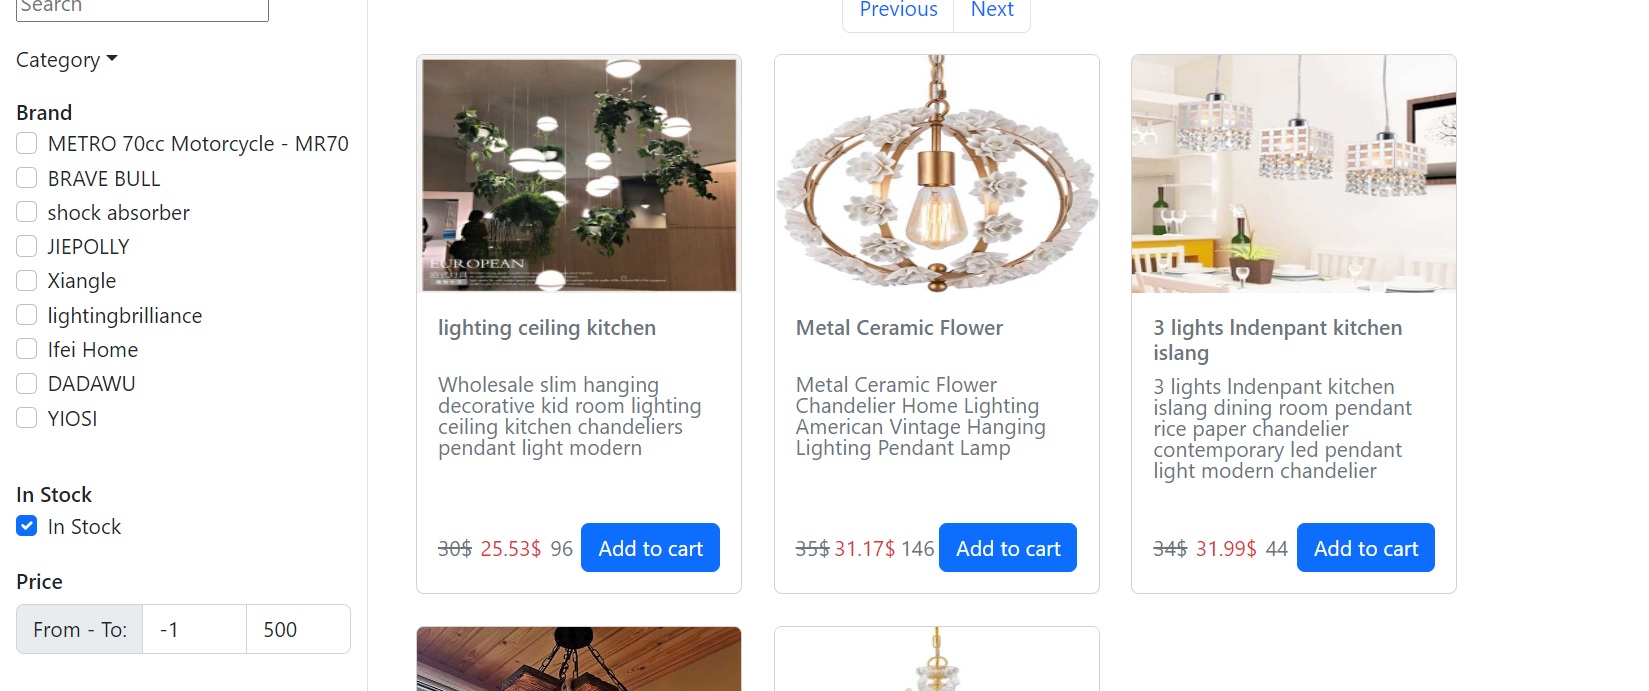 Search
Category
Brand
METRO 70cc Motorcycle - MR70
BRAVE BULL
shock absorber
JIEPOLLY
Xiangle
lightingbrilliance
Ifei Home
DADAWU
YIOSI
In Stock
In Stock
Price
From - To: -1 500
Previous Next
EUROPEAN
lighting ceiling kitchen
Wholesale slim hanging
decorative kid room lighting
ceiling kitchen chandeliers
pendant light modern
30$ 25.53$ 96 Add to cart
Metal Ceramic Flower
Metal Ceramic Flower
Chandelier Home Lighting
American Vintage Hanging
Lighting Pendant Lamp
35$ 31.17$ 146 Add to cart
3 lights lndenpant kitchen
islang
3 lights lndenpant kitchen
islang dining room pendant
rice paper chandelier
contemporary led pendant
light modern chandelier
34$ 31.99$ 44 Add to cart